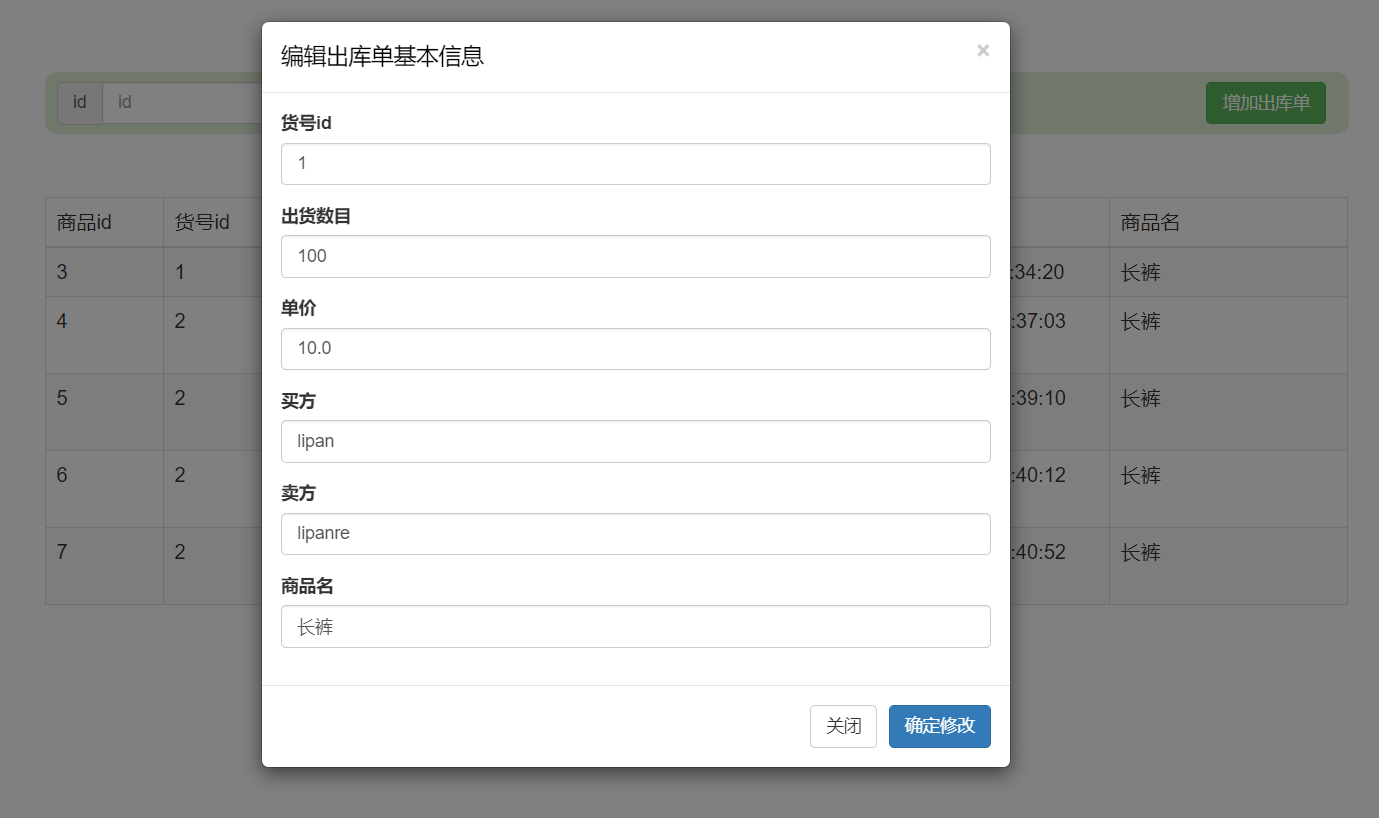 编辑出库单基本信息
×
id
id
增加出库单
货号id
1
出货数目
100
单价
10.0
买方
lipan
卖方
lipanre
商品名
长裤
关闭
确定修改
商品id
货号id
商品名
3
1
:34:20
长裤
4
2
:37:03
长裤
5
2
:39:10
长裤
6
2
:40:12
长裤
7
2
:40:52
长裤